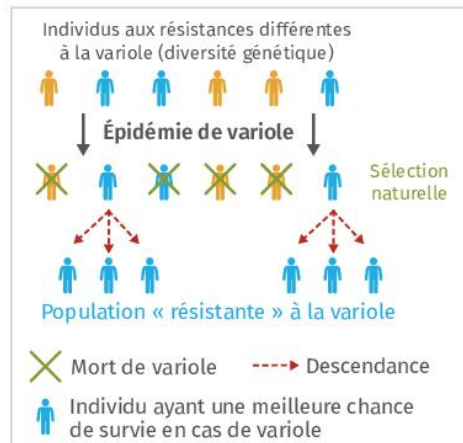 Individus aux résistances différentes
à la variole (diversité génétique)
Épidémie de variole
Sélection
naturelle
Population « résistante » à la variole
Mort de variole
Descendance
Individu ayant une meilleure chance
de survie en cas de variole